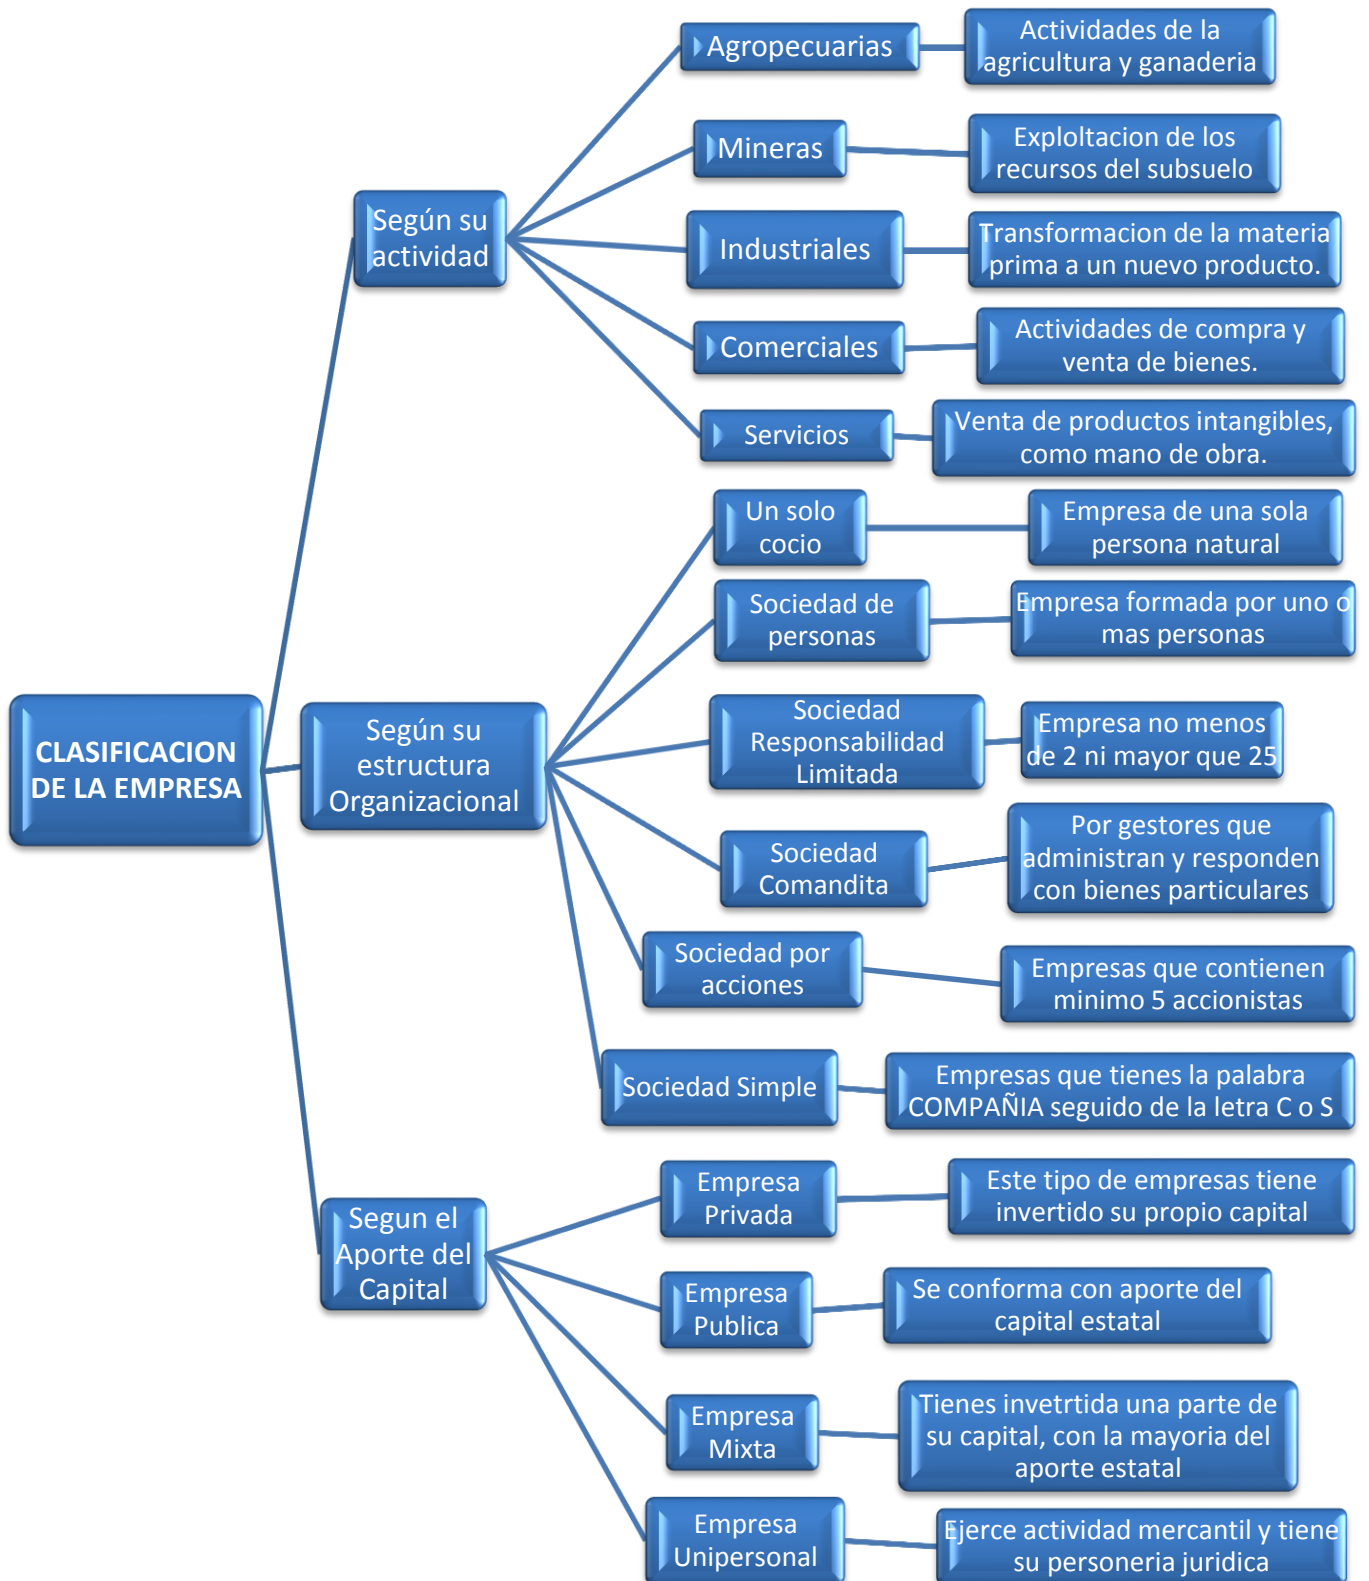 CLASIFICACION
DE LA EMPRESA
Según su
actividad
Agropecuarias
Actividades de la
agricultura y ganaderia
Mineras
Exploltacion de los
recursos del subsuelo
Industriales
Transformacion de la materia
prima a un nuevo producto.
Comerciales
Actividades de compra y
venta de bienes.
Servicios
Venta de productos intangibles,
como mano de obra.
Según su
estructura
Organizacional
Un solo
cocio
Empresa de una sola
persona natural
Sociedad de
personas
Empresa formada por uno o
mas personas
Sociedad
Responsabilidad
Limitada
Empresa no menos
de 2 ni mayor que 25
Sociedad
Comandita
Por gestores que
administran y responden
con bienes particulares
Sociedad por
acciones
Empresas que contienen
minimo 5 accionistas
Sociedad Simple
Empresas que tienes la palabra
COMPAÑIA seguido de la letra C o S
Segun el
Aporte del
Capital
Empresa
Privada
Este tipo de empresas tiene
invertido su propio capital
Empresa
Publica
Se conforma con aporte del
capital estatal
Empresa
Mixta
Tienes invetrtida una parte de
su capital, con la mayoria del
aporte estatal
Empresa
Unipersonal
Ejerce actividad mercantil y tiene
su personeria juridica